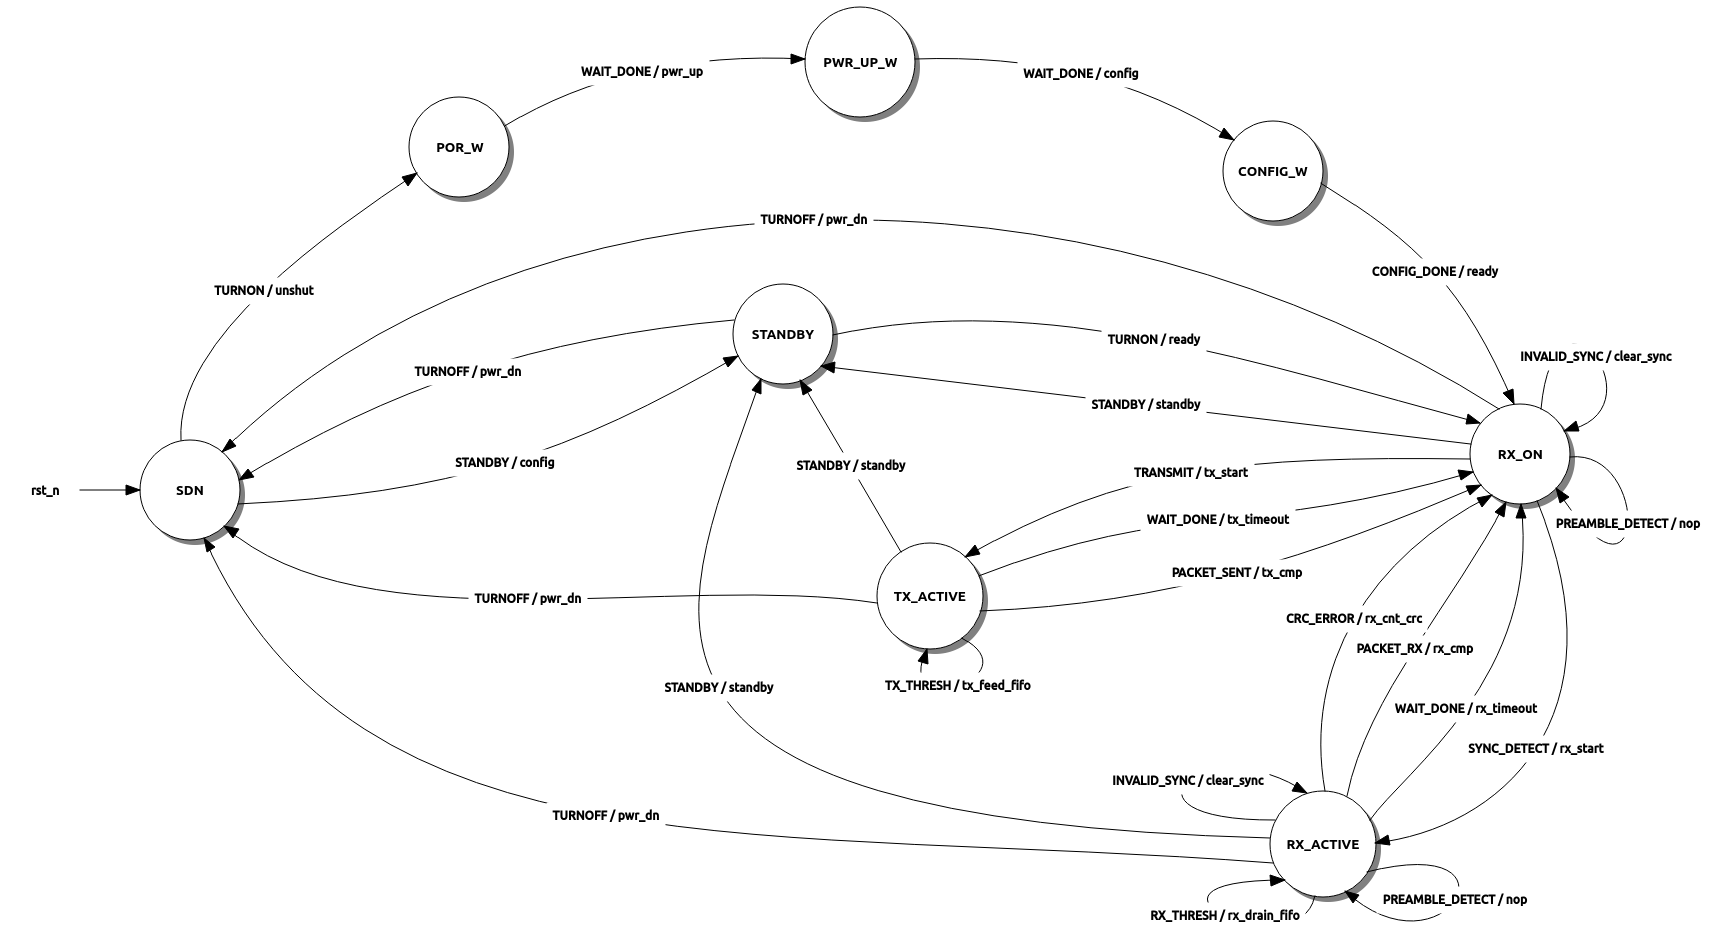 PWR_UP_W
WAIT_DONE / pwr_up
WAIT_DONE / config
POR_W
CONFIG_W
TURNOFF / pwr_dn
CONFIG_DONE / ready
TURNON / unshut
STANDBY
TURNON / ready
INVALID_SYNC / clear_sync
TURNOFF / pwr_dn
STANDBY / standby
RX_ON
STANDBY / config
STANDBY / standby
TRANSMIT / tx_start
rst_n
SDN
WAIT_DONE / tx_timeout
PREAMBLE_DETECT / nop
PACKET_SENT / tx_cmp
TURNOFF / pwr_dn
TX_ACTIVE
CRC_ERROR / rx_cnt_crc
PACKET_RX / rx_cmp
TX_THRESH / tx_feed_fifo
STANDBY / standby
WAIT_DONE / rx_timeout
SYNC_DETECT / rx_start
INVALID_SYNC / clear_sync
TURNOFF / pwr_dn
RX_ACTIVE
PREAMBLE_DETECT / nop
RX_THRESH / rx_drain_fifo